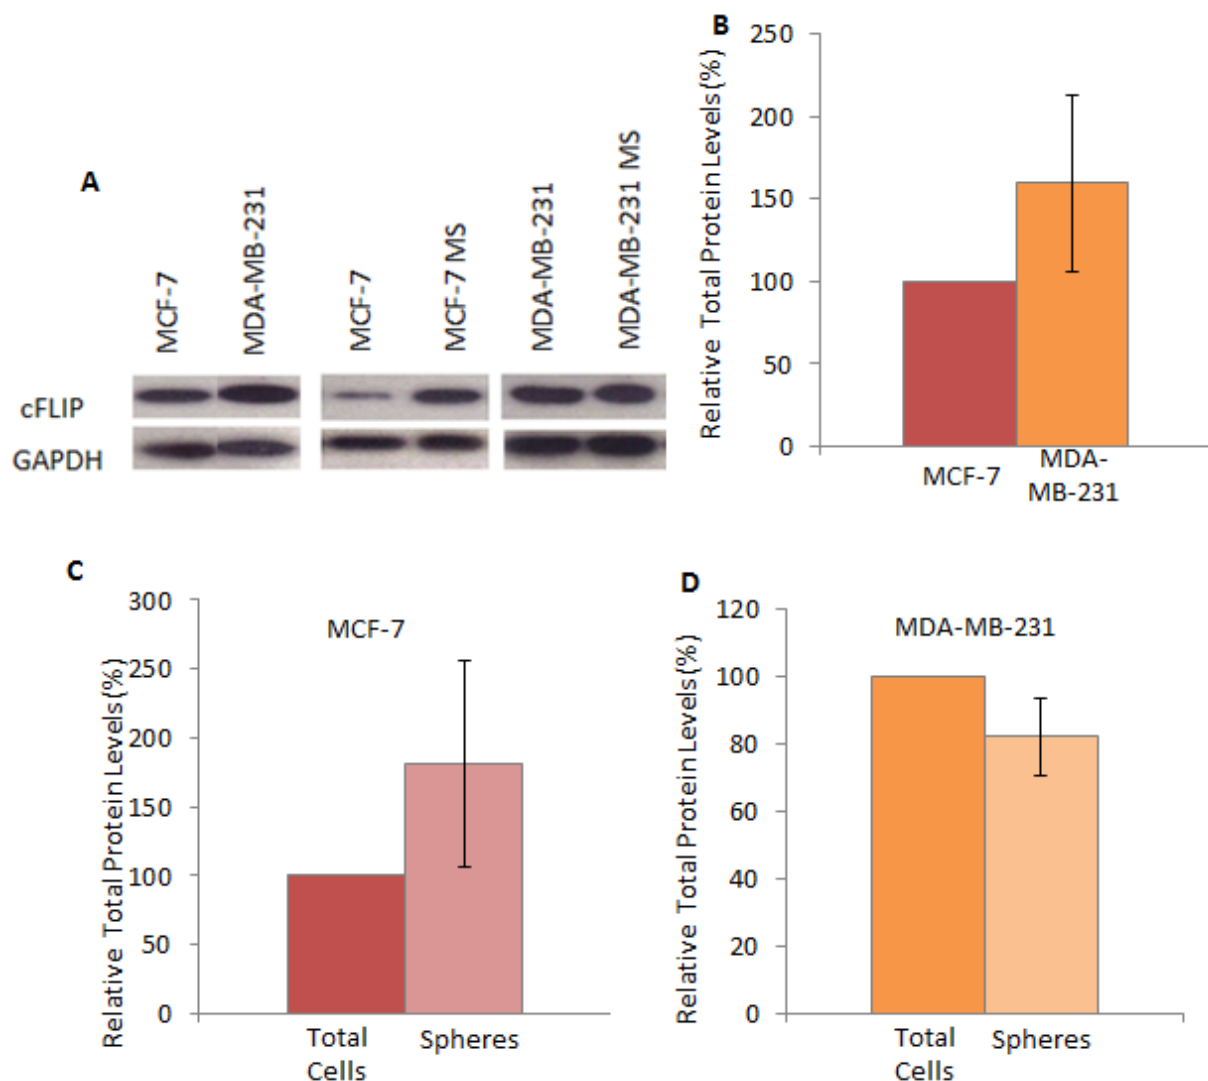 A
MCF-7
MDA-MB-231
MCF-7
MCF-7 MS
MDA-MB-231
MDA-MB-231 MS
cFLIP
GAPDH
B
Relative Total Protein Levels(%)
250
200
150
100
50
0
MCF-7
MDA-
MB-231
C
Relative Total Protein Levels(%)
300
250
200
150
100
50
0
MCF-7
Total
Cells
Spheres
D
Relative Total Protein Levels(%)
120
100
80
60
40
20
0
MDA-MB-231
Total
Cells
Spheres